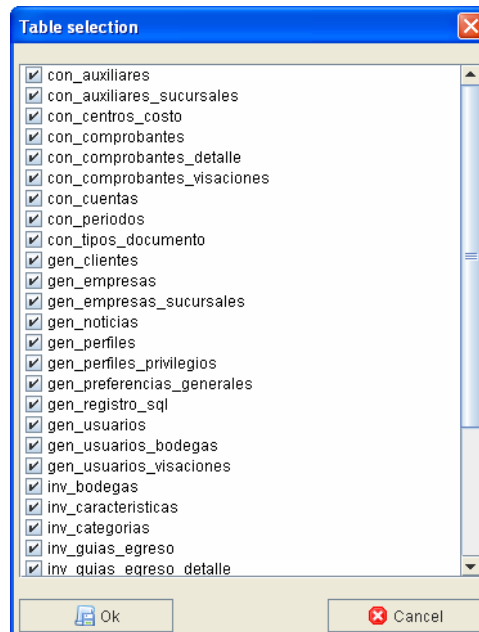 Table selection
con_auxiliares
con_auxiliares_sucursales
con_centros_costo
con_comprobantes
con_comprobantes_detalle
con_comprobantes_visaciones
con_cuentas
con_periodos
con_tipos_documento
gen_clientes
gen_empresas
gen_empresas_sucursales
gen_noticias
gen_perfiles
gen_perfiles_privilegios
gen_preferencias_generales
gen_registro_sql
gen_usuarios
gen_usuarios_bodegas
gen_usuarios_visaciones
inv_bodegas
inv_caracteristicas
inv_categorias
inv_guias_egreso
inv_guias_egreso_detalle
Ok Cancel